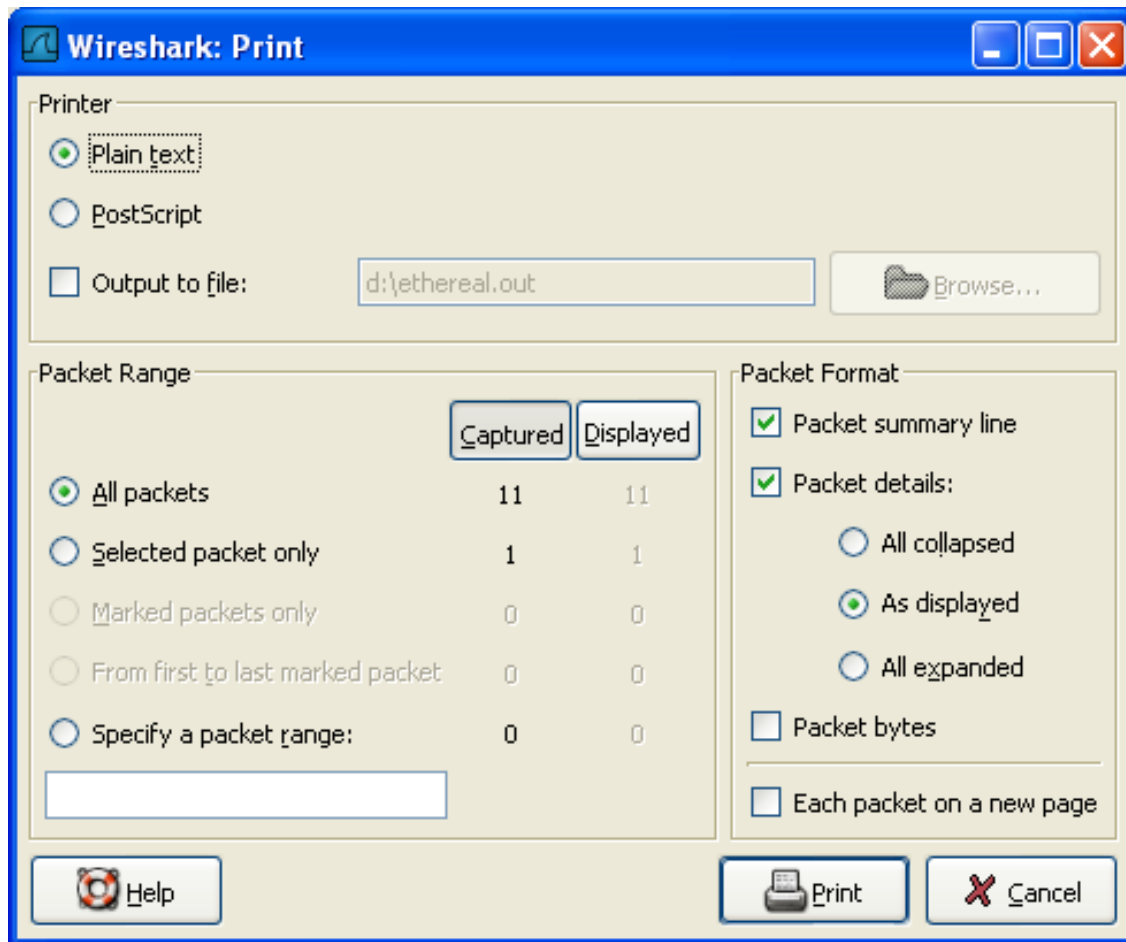 Wireshark: Print
Printer
Plain text
PostScript
Output to file: d:\ethereal.out Browse...
Packet Range
Captured Displayed
All packets 11 11
Selected packet only 1 1
Marked packets only 0 0
From first to last marked packet 0 0
Specify a packet range: 0 0
Packet Format
Packet summary line
Packet details:
All collapsed
As displayed
All expanded
Packet bytes
Each packet on a new page
Help Print Cancel